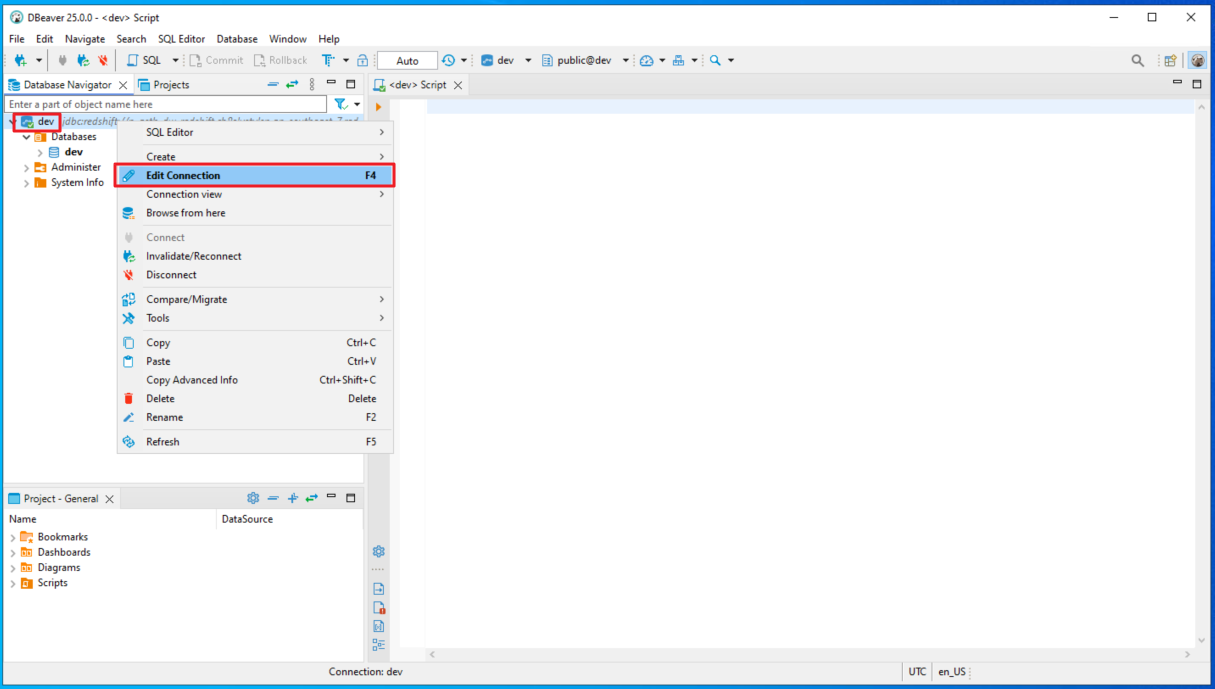 DBeaver 25.0.0 - <dev> Script
File Edit Navigate Search SQL Editor Database Window Help
SQL Commit Rollback Auto dev public@dev
Database Navigator Projects
<dev> Script
Enter a part of object name here
dev
Databases
dev
Administer
System Info
SQL Editor
Create
Edit Connection F4
Connection view
Browse from here
Connect
Invalidate/Reconnect
Disconnect
Compare/Migrate
Tools
Copy Ctrl+C
Paste Ctrl+V
Copy Advanced Info Ctrl+Shift+C
Delete Delete
Rename F2
Refresh F5
Project - General
Name DataSource
Bookmarks
Dashboards
Diagrams
Scripts
Connection: dev UTC en_US